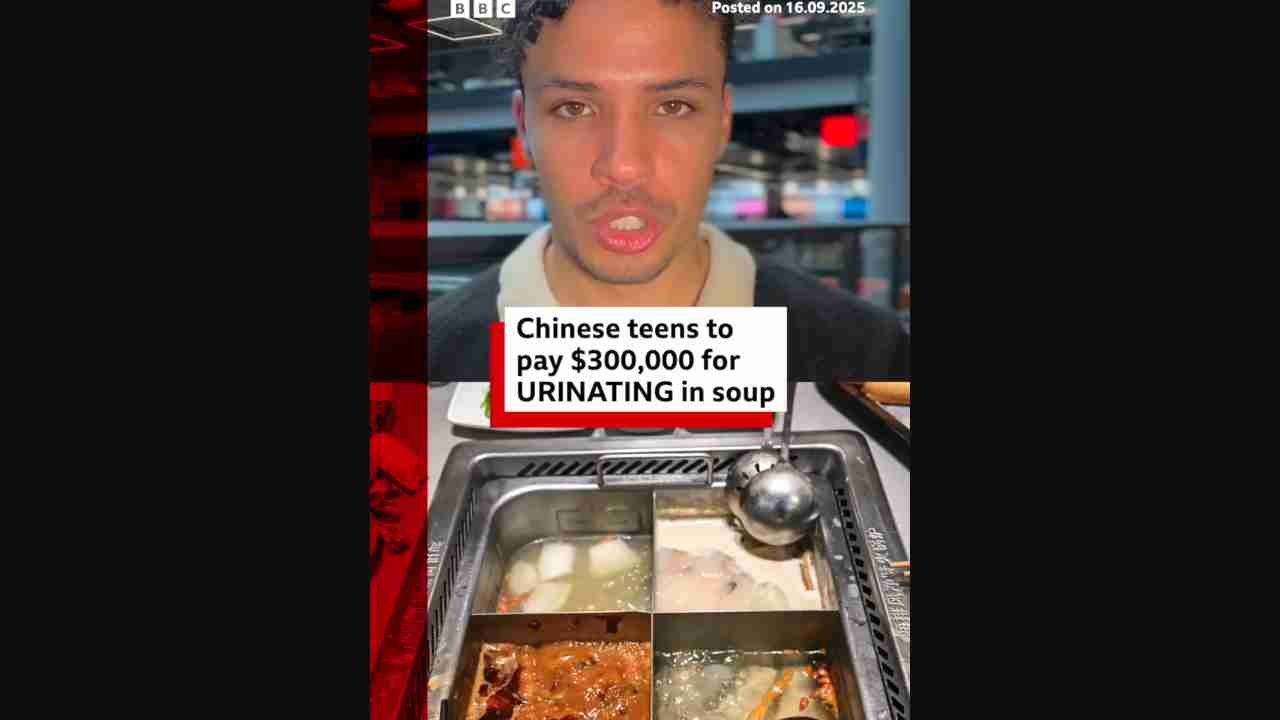 BBC
Posted on 16.09.2025
Chinese teens to
pay $300,000 for
URINATING in soup